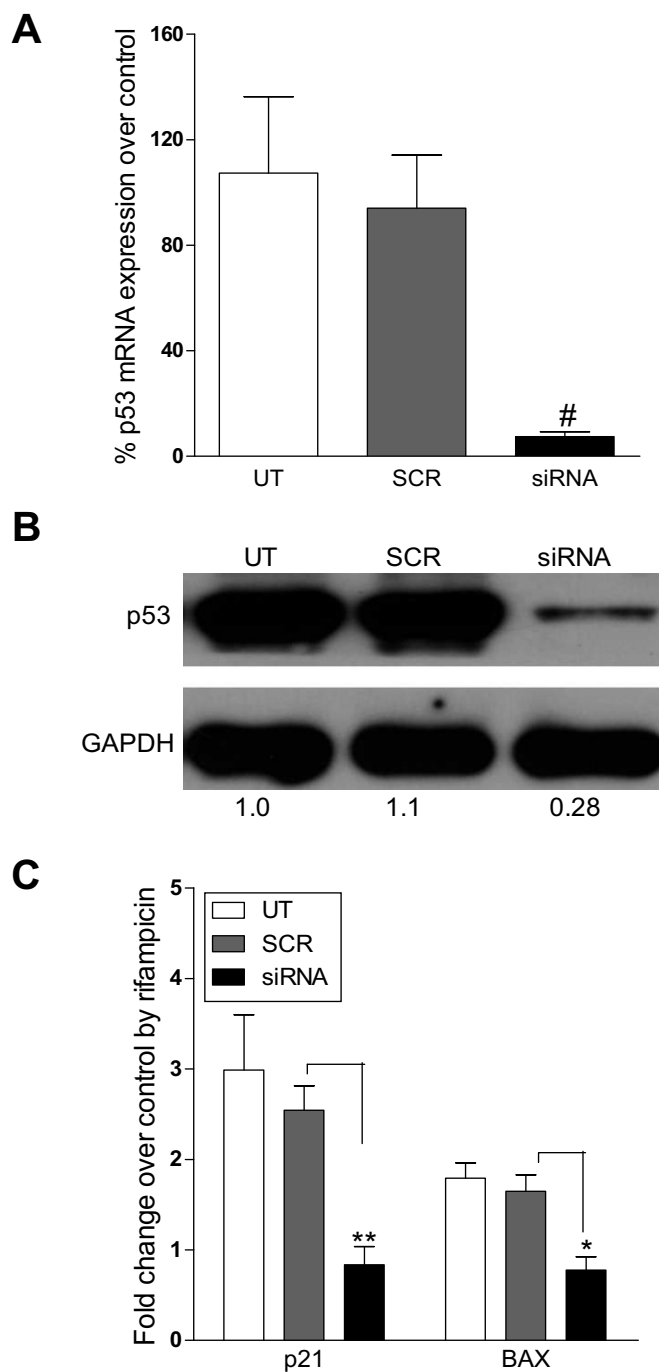 A
% p53 mRNA expression over control
160
120
80
40
0
#
UT SCR siRNA
B
UT SCR siRNA
p53
GAPDH
1.0 1.1 0.28
C
Fold change over control by rifampicin
5
4
3
2
1
0
UT
SCR
siRNA
** *
p21 BAX